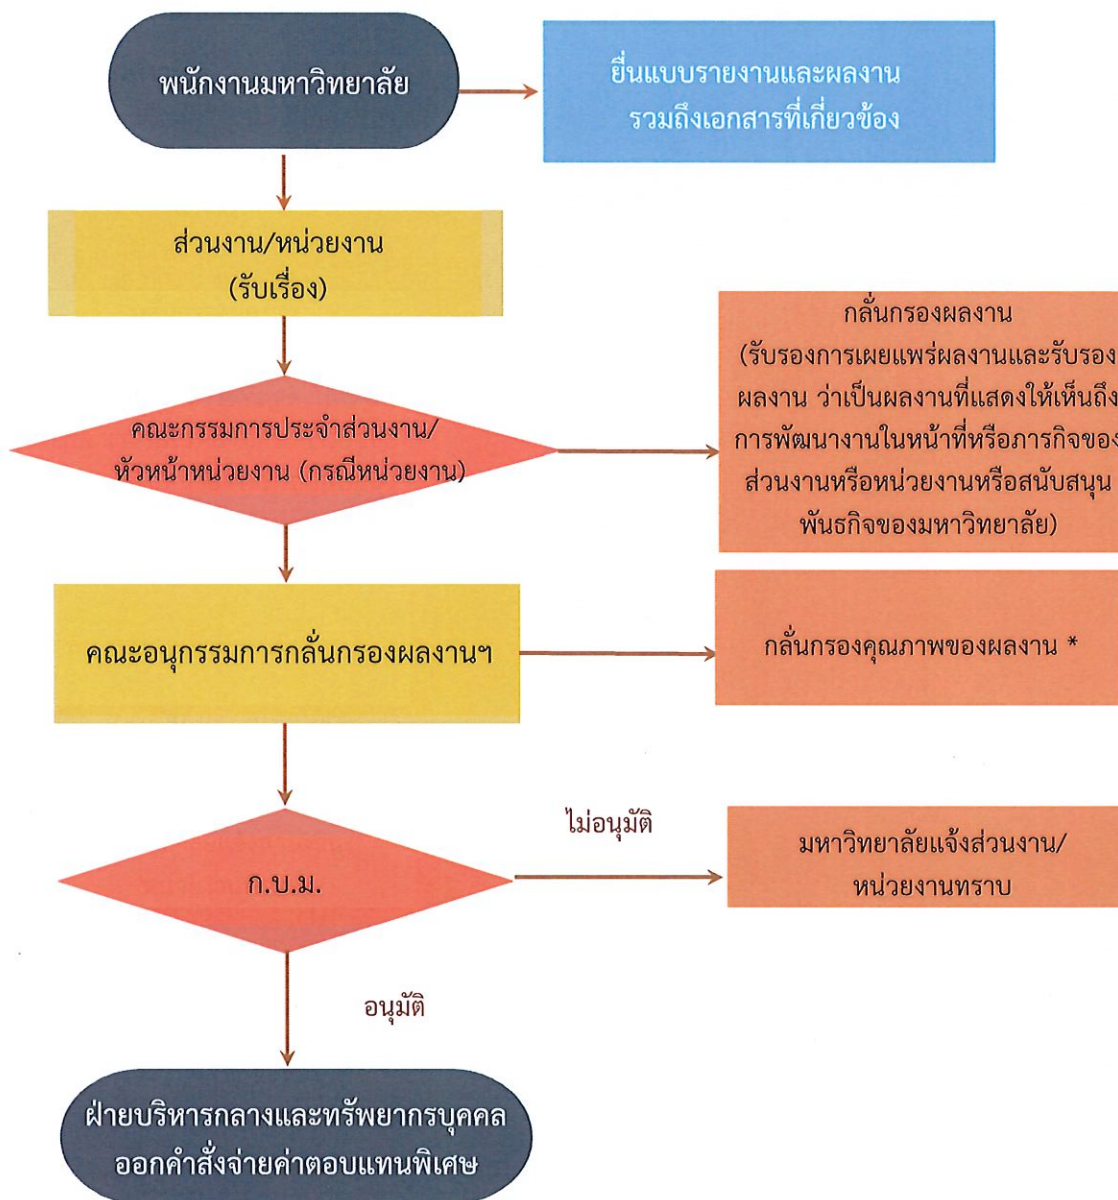 พนักงานมหาวิทยาลัย
ยื่นแบบรายงานและผลงาน
รวมถึงเอกสารที่เกี่ยวข้อง
ส่วนงาน/หน่วยงาน
(รับเรื่อง)
กลั่นกรองผลงาน
(รับรองการเผยแพร่ผลงานและรับรอง
ผลงาน ว่าเป็นผลงานที่แสดงให้เห็นถึง
การพัฒนางานในหน้าที่หรือภารกิจของ
ส่วนงานหรือหน่วยงานหรือสนับสนุน
พันธกิจของมหาวิทยาลัย)
คณะกรรมการประจำส่วนงาน/
หัวหน้าหน่วยงาน (กรณีหน่วยงาน)
คณะอนุกรรมการกลั่นกรองผลงานฯ
กลั่นกรองคุณภาพของผลงาน *
ก.บ.ม.
ไม่อนุมัติ
มหาวิทยาลัยแจ้งส่วนงาน/
หน่วยงานทราบ
อนุมัติ
ฝ่ายบริหารกลางและทรัพยากรบุคคล
ออกคำสั่งจ่ายค่าตอบแทนพิเศษ